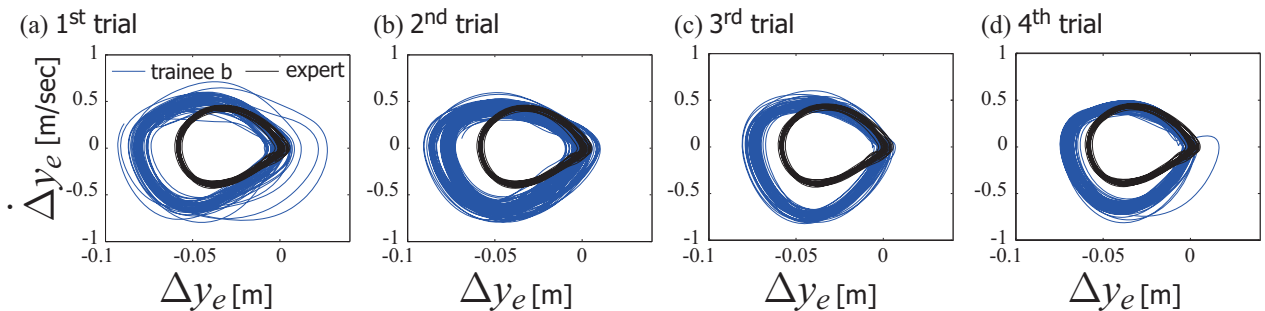 (a) 1st trial
(b) 2nd trial
(c) 3rd trial
(d) 4th trial
trainee b
expert
1
0.5
0
-0.5
-1
-0.1
-0.05
0
1
0.5
0
-0.5
-1
-0.1
-0.05
0
1
0.5
0
-0.5
-1
-0.1
-0.05
0
1
0.5
0
-0.5
-1
-0.1
-0.05
0
Δẏe [m/sec]
Δye [m]
Δye [m]
Δye [m]
Δye [m]